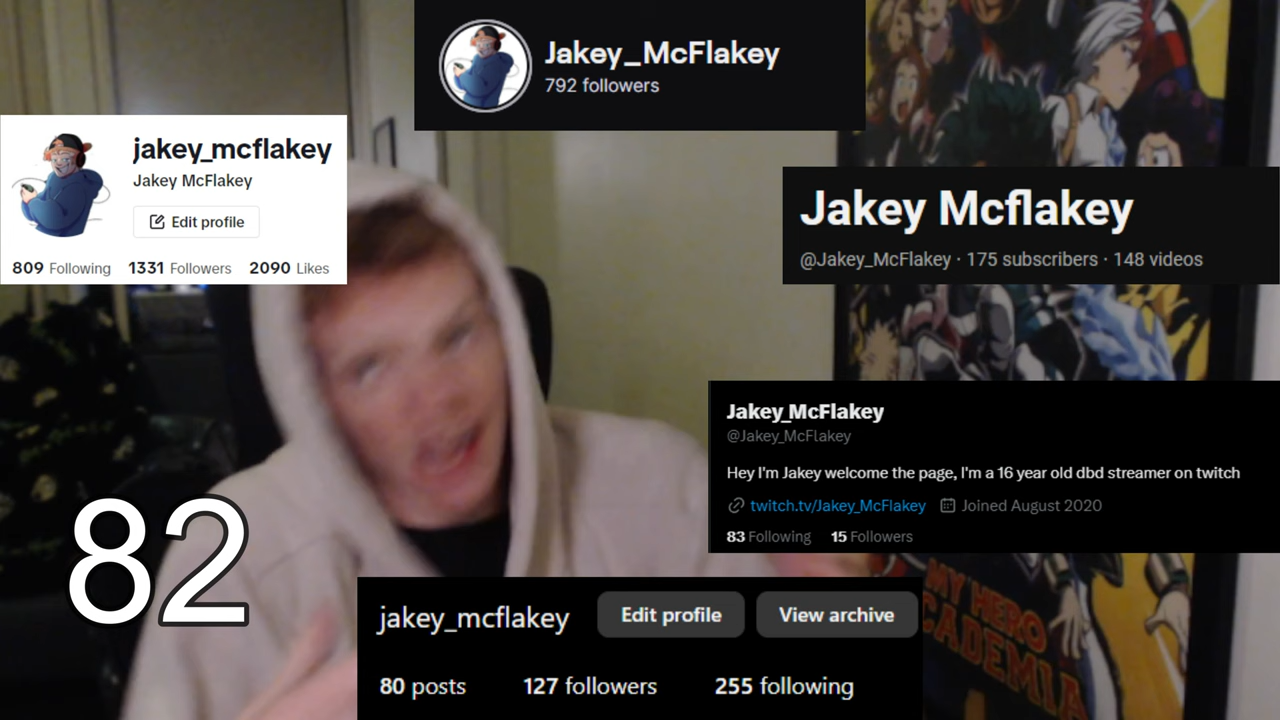 Jakey_McFlakey
792 followers
jakey_mcflakey
Jakey McFlakey
Edit profile
809 Following 1331 Followers 2090 Likes
Jakey Mcflakey
@Jakey_McFlakey · 175 subscribers · 148 videos
Jakey_McFlakey
@Jakey_McFlakey
Hey I'm Jakey welcome the page, I'm a 16 year old dbd streamer on twitch
twitch.tv/Jakey_McFlakey Joined August 2020
83 Following 15 Followers
82
jakey_mcflakey Edit profile View archive
80 posts 127 followers 255 following
MY HERO
ACADEMIA